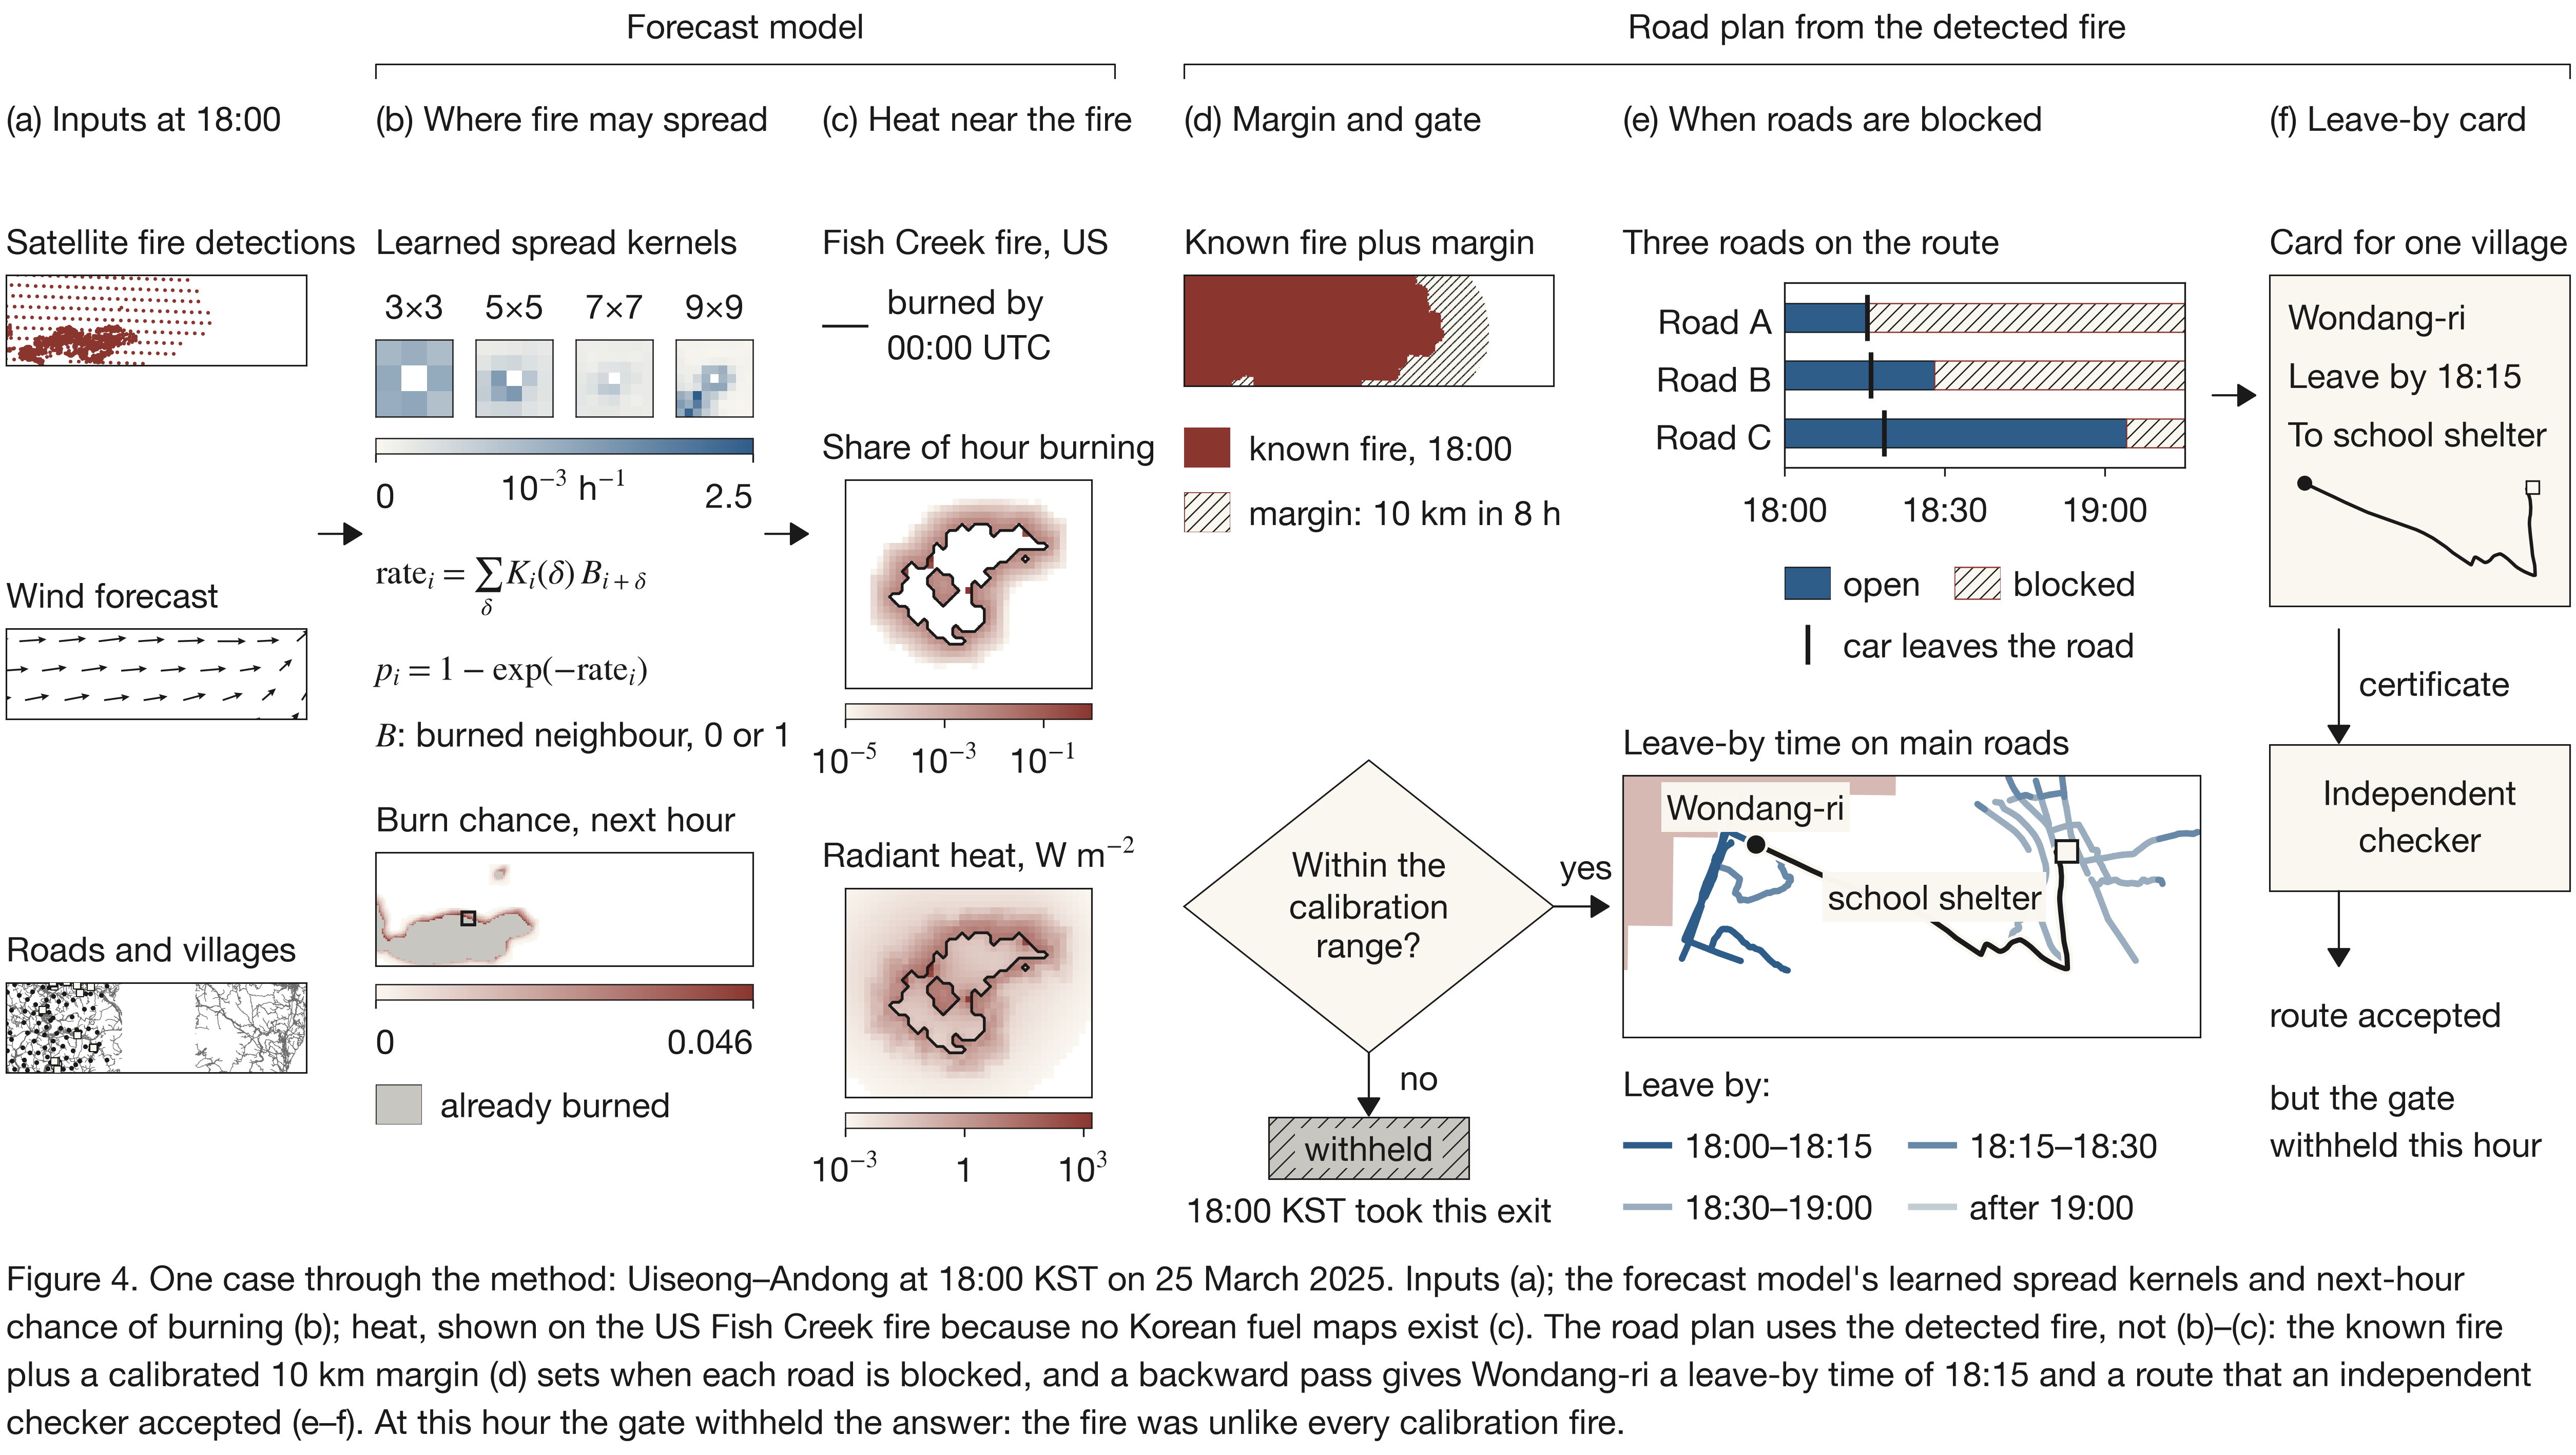 Forecast model
Road plan from the detected fire
(a) Inputs at 18:00
(b) Where fire may spread
(c) Heat near the fire
(d) Margin and gate
(e) When roads are blocked
(f) Leave-by card
Satellite fire detections
Wind forecast
Roads and villages
Learned spread kernels
3×3 5×5 7×7 9×9
0 10⁻³ h⁻¹ 2.5
rateᵢ = ∑_δ Kᵢ(δ) Bᵢ₊δ
pᵢ = 1 − exp(−rateᵢ)
B: burned neighbour, 0 or 1
Burn chance, next hour
0 0.046
already burned
Fish Creek fire, US
burned by
00:00 UTC
Share of hour burning
10⁻⁵ 10⁻³ 10⁻¹
Radiant heat, W m⁻²
10⁻³ 1 10³
Known fire plus margin
known fire, 18:00
margin: 10 km in 8 h
Within the
calibration
range?
yes
no
withheld
18:00 KST took this exit
Three roads on the route
Road A
Road B
Road C
18:00 18:30 19:00
open blocked
car leaves the road
Leave-by time on main roads
Wondang-ri
school shelter
Leave by:
18:00–18:15 18:15–18:30
18:30–19:00 after 19:00
Card for one village
Wondang-ri
Leave by 18:15
To school shelter
certificate
Independent
checker
route accepted
but the gate
withheld this hour
Figure 4. One case through the method: Uiseong–Andong at 18:00 KST on 25 March 2025. Inputs (a); the forecast model's learned spread kernels and next-hour
chance of burning (b); heat, shown on the US Fish Creek fire because no Korean fuel maps exist (c). The road plan uses the detected fire, not (b)–(c): the known fire
plus a calibrated 10 km margin (d) sets when each road is blocked, and a backward pass gives Wondang-ri a leave-by time of 18:15 and a route that an independent
checker accepted (e–f). At this hour the gate withheld the answer: the fire was unlike every calibration fire.